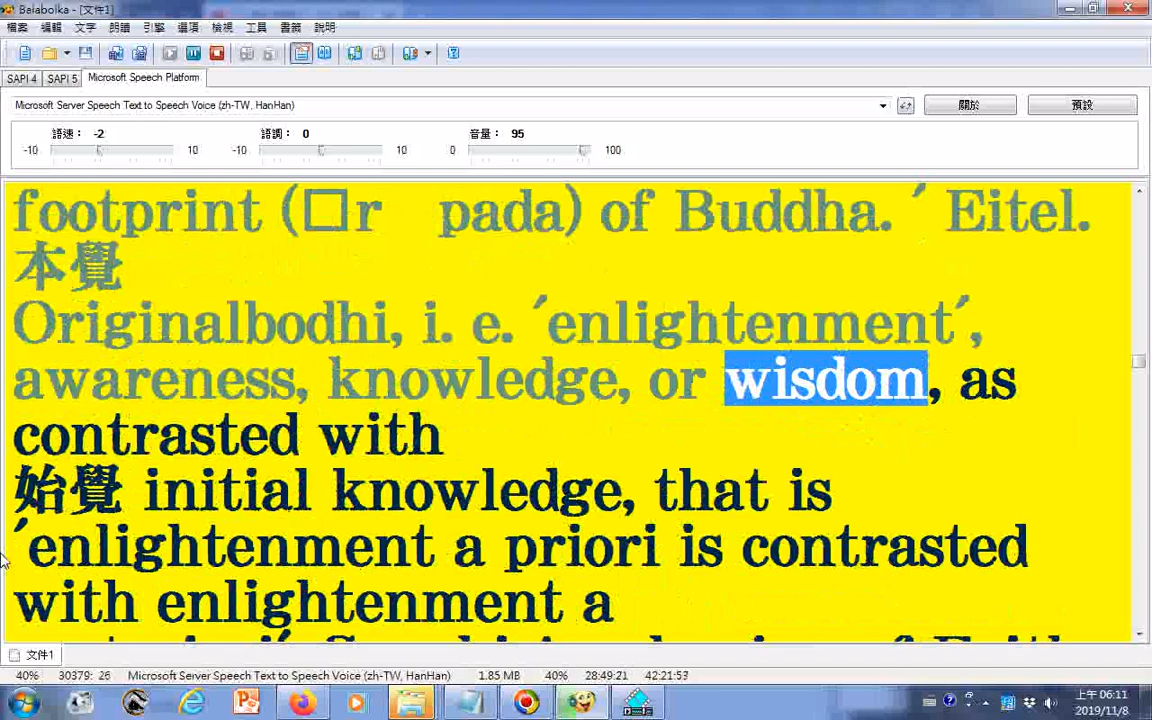 Balabolka - [文件1]
檔案 編輯 文字 朗讀 引擎 選項 檢視 工具 書籤 說明
SAPI 4 SAPI 5 Microsoft Speech Platform
Microsoft Server Speech Text to Speech Voice (zh-TW, HanHan) 關於 預設
語速： -2 語調： 0 音量： 95
-10 10 -10 10 0 100
footprint (□r pada) of Buddha. ′ Eitel.
本覺
Originalbodhi, i. e. ′enlightenment′,
awareness, knowledge, or wisdom, as
contrasted with
始覺 initial knowledge, that is
′enlightenment a priori is contrasted
with enlightenment a
文件1
40% 30379: 26 Microsoft Server Speech Text to Speech Voice (zh-TW, HanHan) 1.85 MB 40% 28:49:21 42:21:53
上午 06:11
2019/11/8